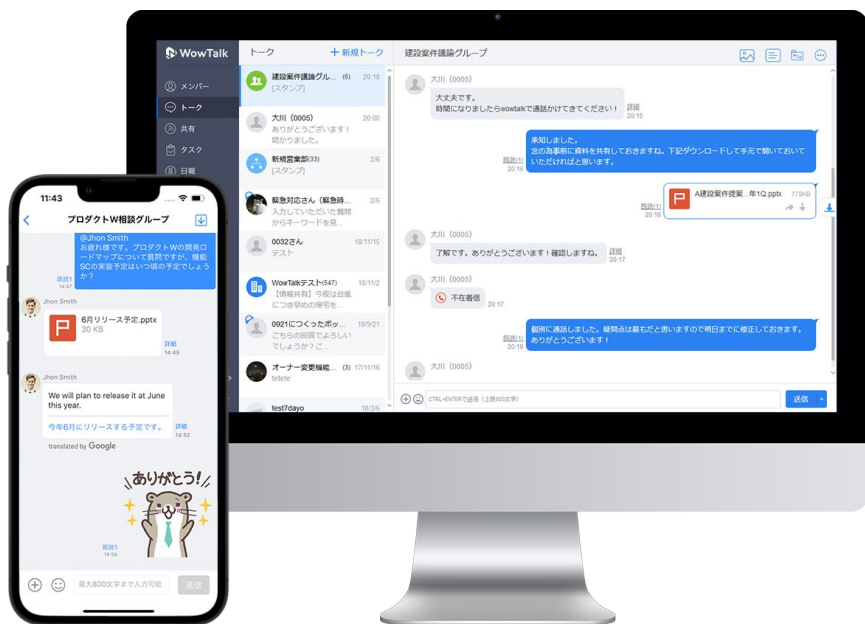 WowTalk
メンバー
トーク
共有
タスク
日報
トーク
+ 新規トーク
建設案件議論グル... (6) 20:18
[スタンプ]
大川 (0005) 20:00
ありがとうございます！
助かりました。
新規営業部(33) 2/6
[スタンプ]
緊急対応さん（緊急時... 2/6
入力していただいた質問
からキーワードを見...
0032さん 18/11/15
テスト
WowTalkテスト(547) 18/11/2
【情報共有】今夜は台風
につき早めの帰宅を...
0921につくったボッ... 18/9/21
こちらの回答でよろしい
でしょうか？こ...
オーナー変更機能... (3) 17/11/16
tetete
test7dayo 18/3/6
建設案件議論グループ
大川 (0005)
大丈夫です。
時間になりましたらwowtalkで通話かけてきてください！
詳細
20:15
承知しました。
念の為事前に資料を共有しておきますね。下記ダウンロードして手元で開いておいて
いただければと思います。
既読(1)
20:16
A建設案件提案...年1Q.pptx 779KB
既読(1)
20:16
大川 (0005)
了解です。ありがとうございます！確認しますね。
詳細
20:17
大川 (0005)
不在着信
20:17
個別に通話しました。疑問点は最もだと思いますので明日までに修正しておきます。
ありがとうございます！
既読(1)
20:18
大川 (0005)
CTRL+ENTERで送信（上限800文字）
送信
11:43
プロダクトW相談グループ
@Jhon Smith
お疲れ様です。プロダクトWの開発ロ
ードマップについて質問ですが、機能
SCの実装予定はいつ頃の予定でしょう
か？
既読1
14:47
Jhon Smith
P
6月リリース予定.pptx
30 KB
詳細
14:49
Jhon Smith
We will plan to release it at June
this year.
今年6月にリリースする予定です。
詳細
14:52
translated by Google
ありがとう！
既読1
14:56
最大800文字まで入力可能
送信